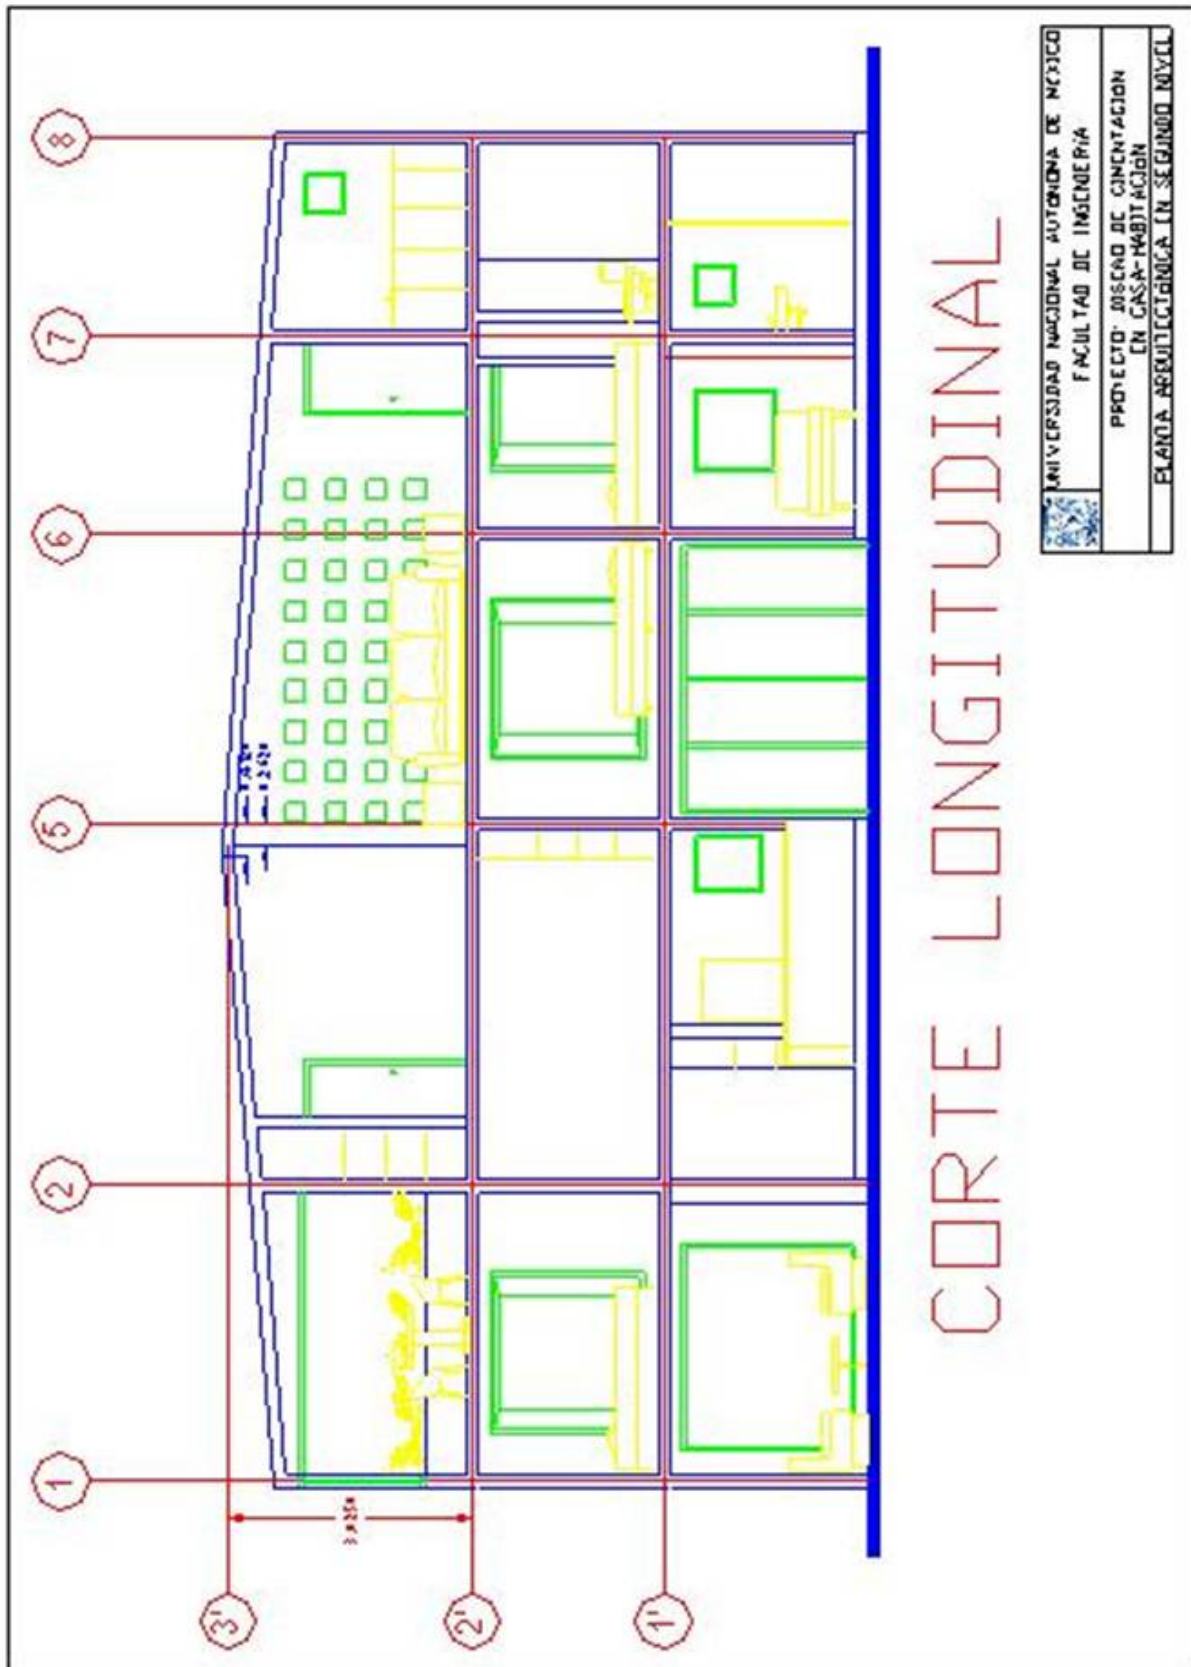 1
2
5
6
7
8
3'
2'
1'
CORTE LONGITUDINAL
UNIVERSIDAD NACIONAL AUTONOMA DE MEXICO
FACULTAD DE INGENIERIA
PROYECTO: DISEÑO DE CIMENTACION
EN CASA-HABITACION
PLANTA ARQUITECTONICA EN SEGUNDO NIVEL